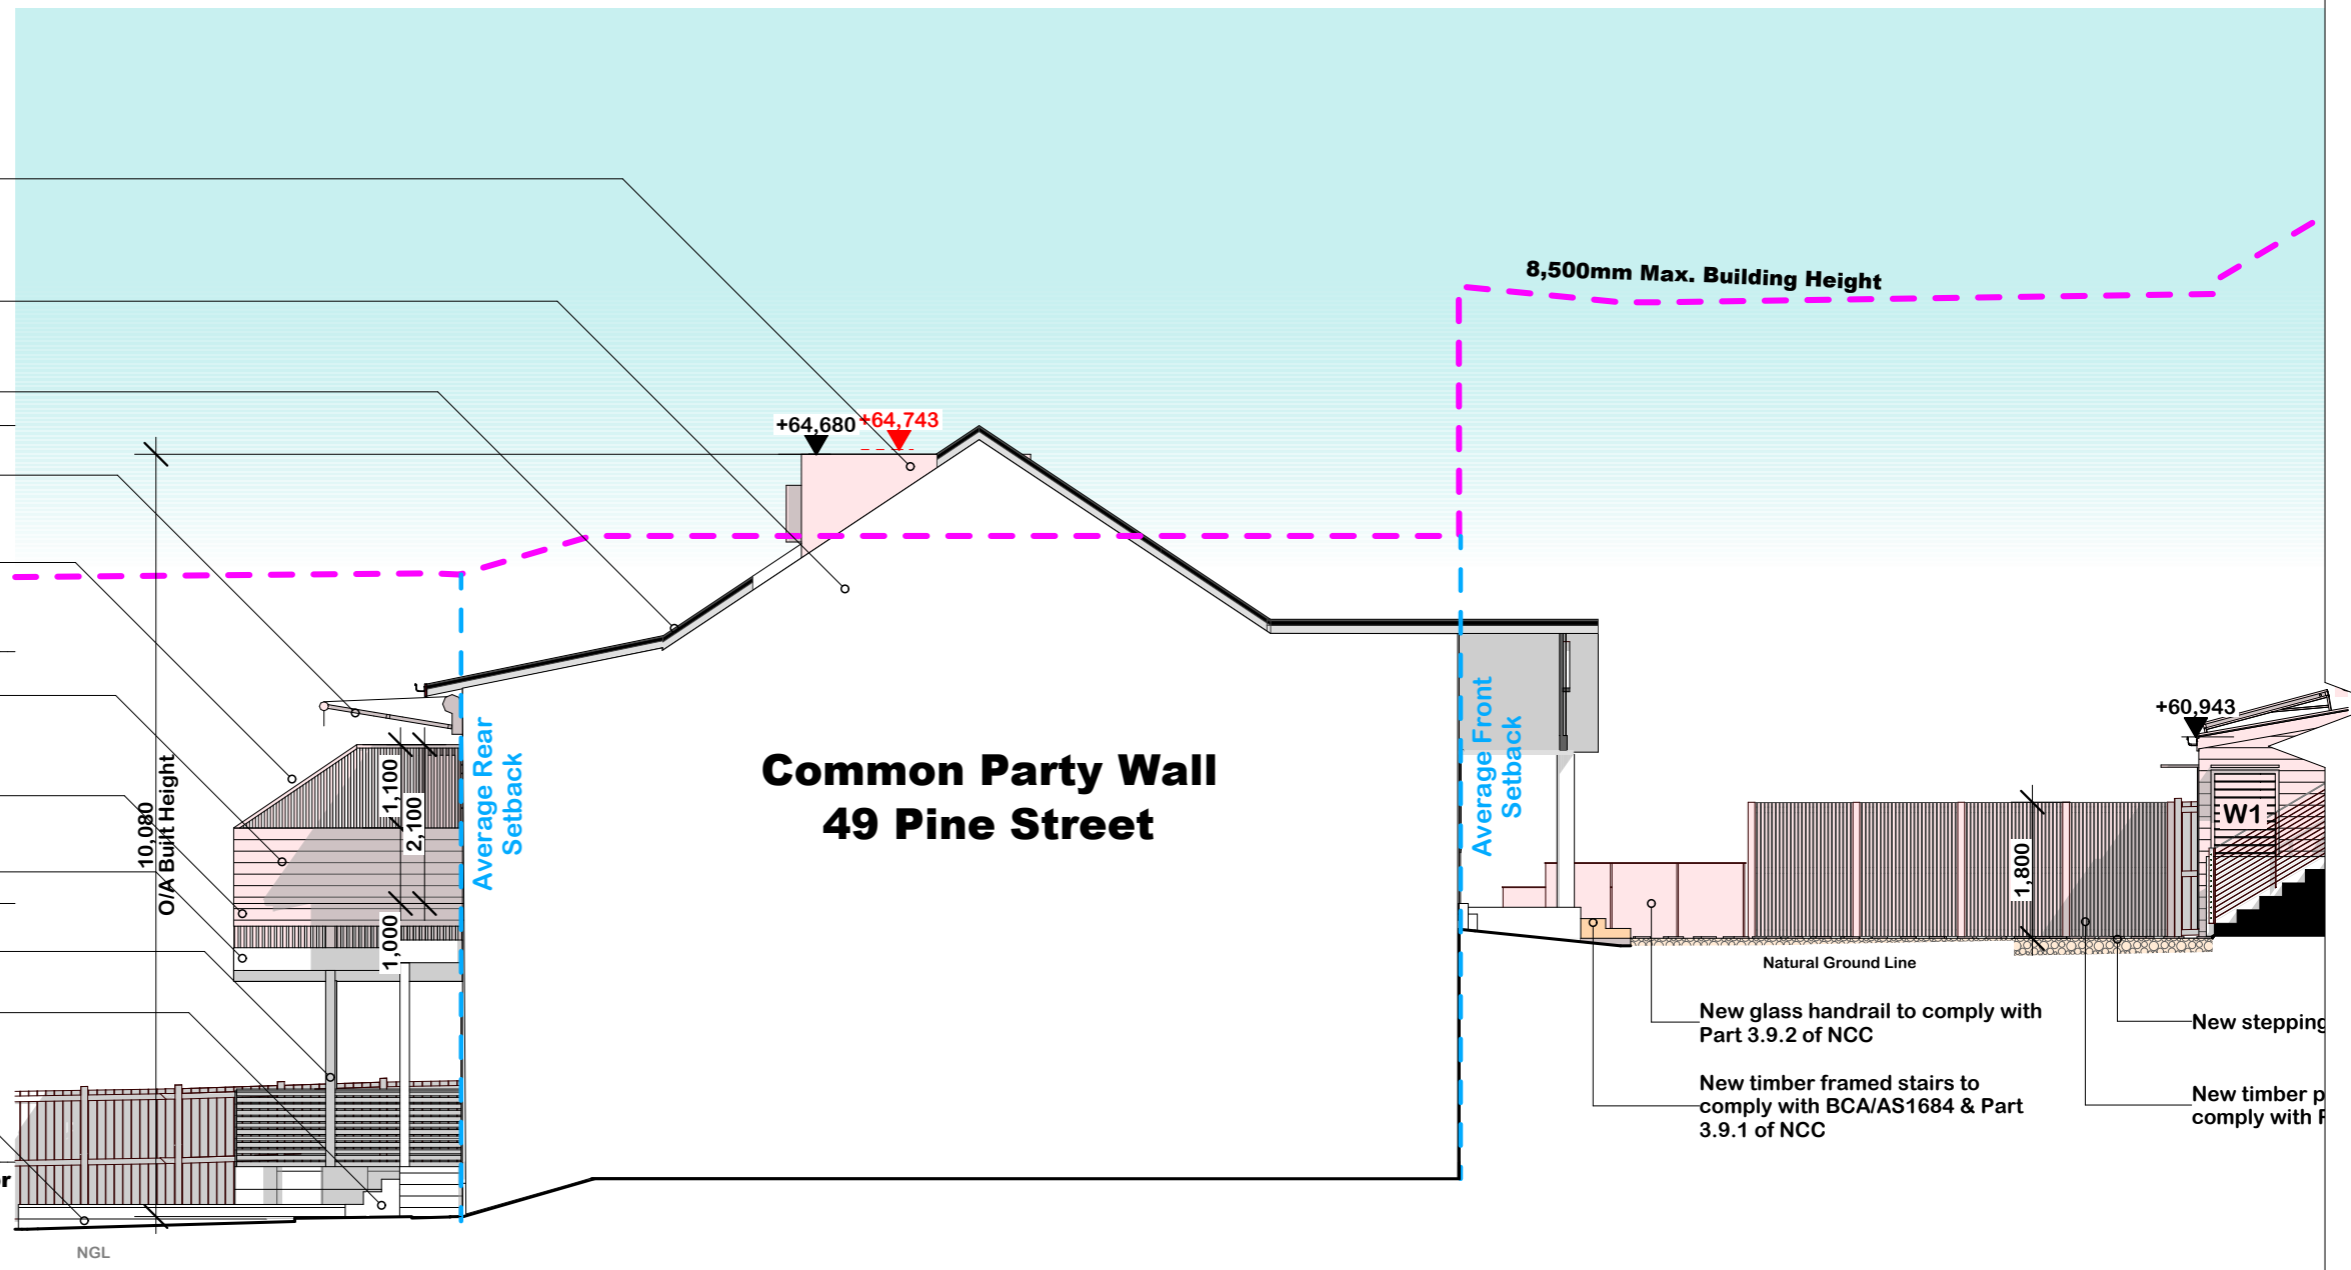 8,500mm Max. Building Height
+64,680
+64,743
+60,943
W1
10,080
O/A Built Height
1,100
2,100
1,000
Average Rear
Setback
Common Party Wall
49 Pine Street
Average Front
Setback
1,800
Natural Ground Line
New glass handrail to comply with
Part 3.9.2 of NCC
New stepping
New timber framed stairs to
comply with BCA/AS1684 & Part
3.9.1 of NCC
New timber p
comply with
NGL